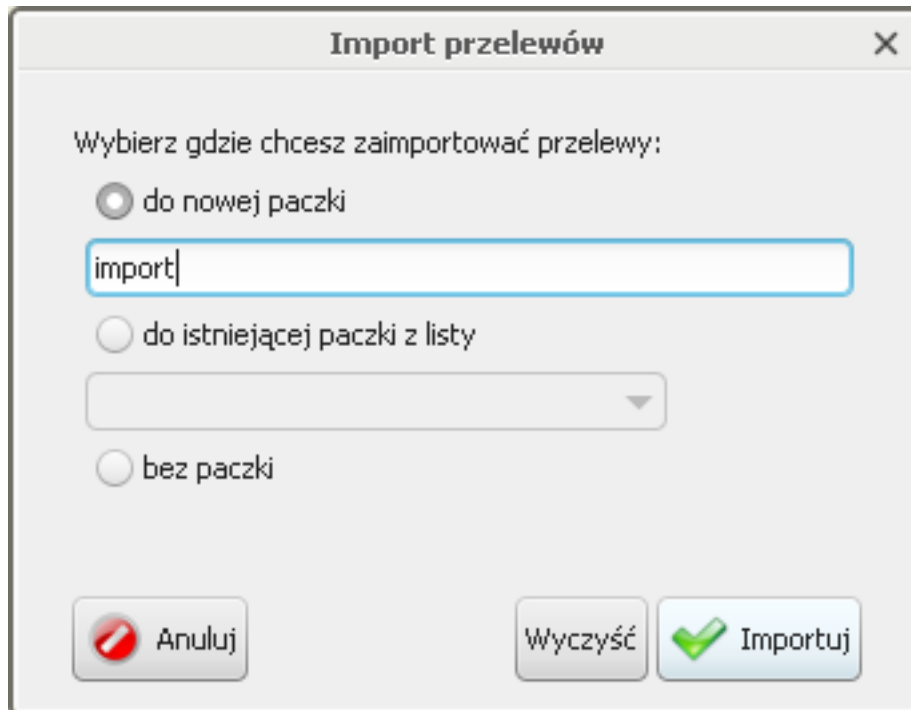 Import przelewów
Wybierz gdzie chcesz zaimportować przelewy:
do nowej paczki
import
do istniejącej paczki z listy
bez paczki
Anuluj Wyczyść Importuj